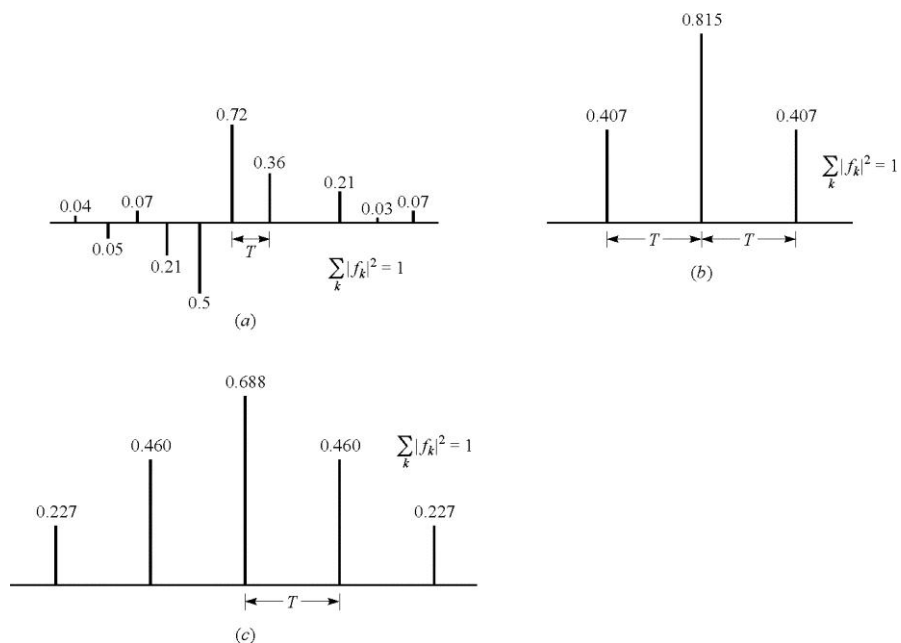 0.72
0.36
0.21
0.04
0.07
0.03
0.07
0.05
0.21
0.5
T
∑|f_k|² = 1
k
(a)
0.815
0.407
0.407
∑|f_k|² = 1
k
T
T
(b)
0.688
0.460
0.460
∑|f_k|² = 1
k
0.227
0.227
T
(c)